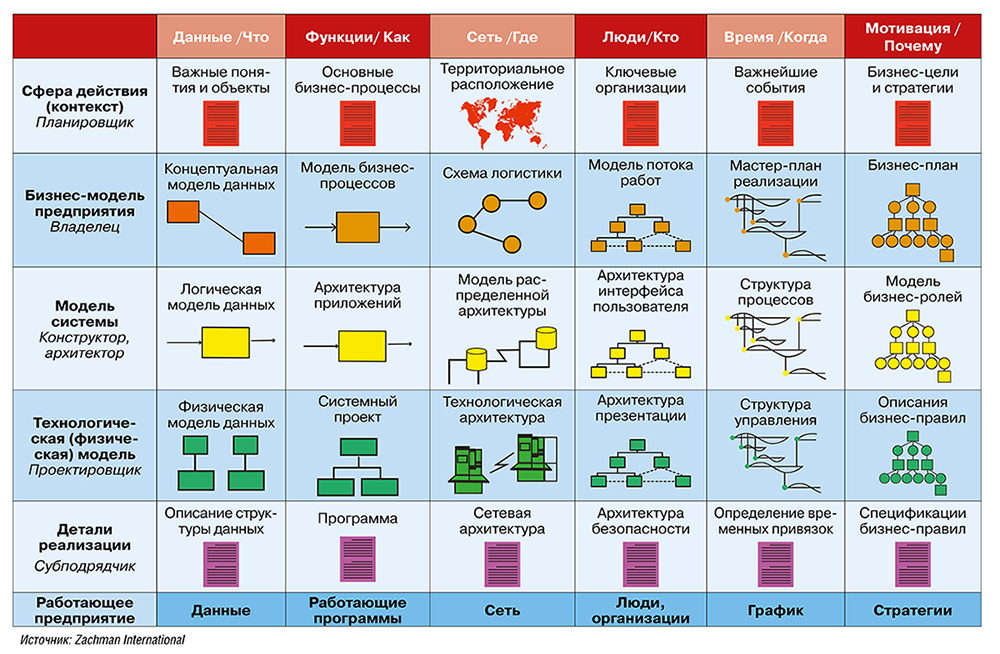 Данные /Что
Функции/ Как
Сеть /Где
Люди/Кто
Время /Когда
Мотивация /
Почему
Сфера действия
(контекст)
Планировщик
Важные поня-
тия и объекты
Основные
бизнес-процессы
Территориальное
расположение
Ключевые
организации
Важнейшие
события
Бизнес-цели
и стратегии
Бизнес-модель
предприятия
Владелец
Концептуальная
модель данных
Модель бизнес-
процессов
Схема логистики
Модель потока
работ
Мастер-план
реализации
Бизнес-план
Модель
системы
Конструктор,
архитектор
Логическая
модель данных
Архитектура
приложений
Модель рас-
пределенной
архитектуры
Архитектура
интерфейса
пользователя
Структура
процессов
Модель
бизнес-ролей
Технологиче-
ская (физиче-
ская) модель
Проектировщик
Физическая
модель данных
Системный
проект
Технологическая
архитектура
Архитектура
презентации
Структура
управления
Описания
бизнес-правил
Детали
реализации
Субподрядчик
Описание струк-
туры данных
Программа
Сетевая
архитектура
Архитектура
безопасности
Определение вре-
менных привязок
Спецификации
бизнес-правил
Работающее
предприятие
Данные
Работающие
программы
Сеть
Люди,
организации
График
Стратегии
Источник: Zachman International